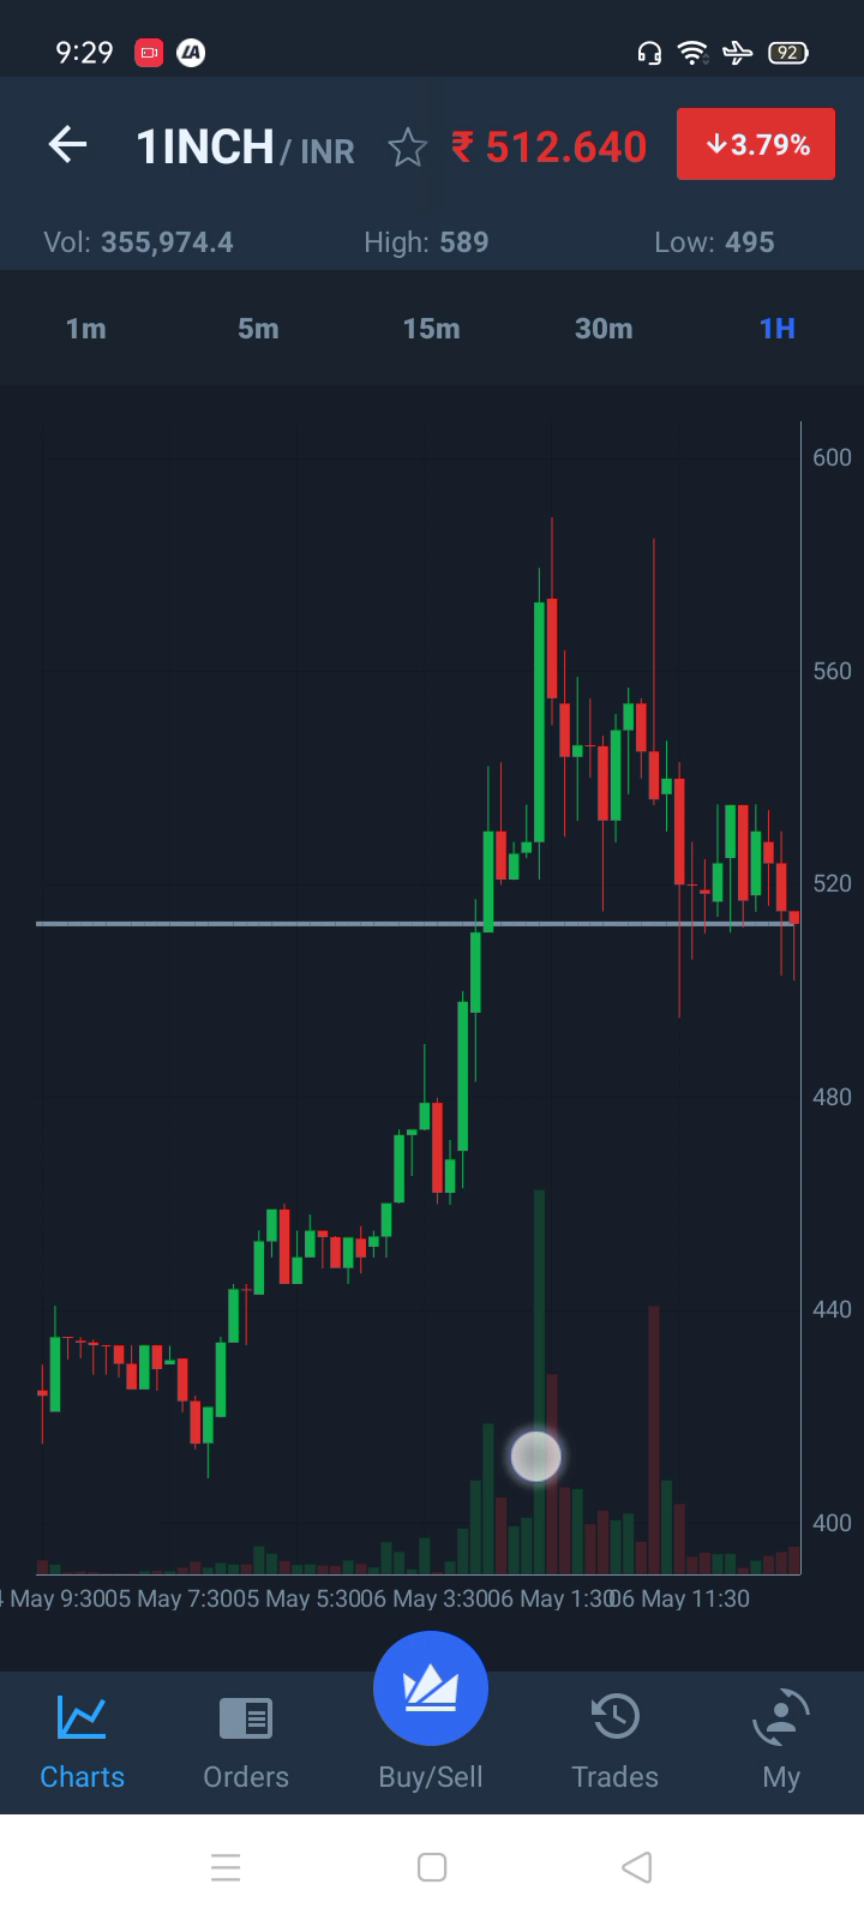 9:29 LA 92
1INCH / INR ₹ 512.640 ↓3.79%
Vol: 355,974.4 High: 589 Low: 495
1m 5m 15m 30m 1H
600
560
520
480
440
400
4 May 9:30 05 May 7:30 05 May 5:30 06 May 3:30 06 May 1:30 06 May 11:30
Charts Orders Buy/Sell Trades My